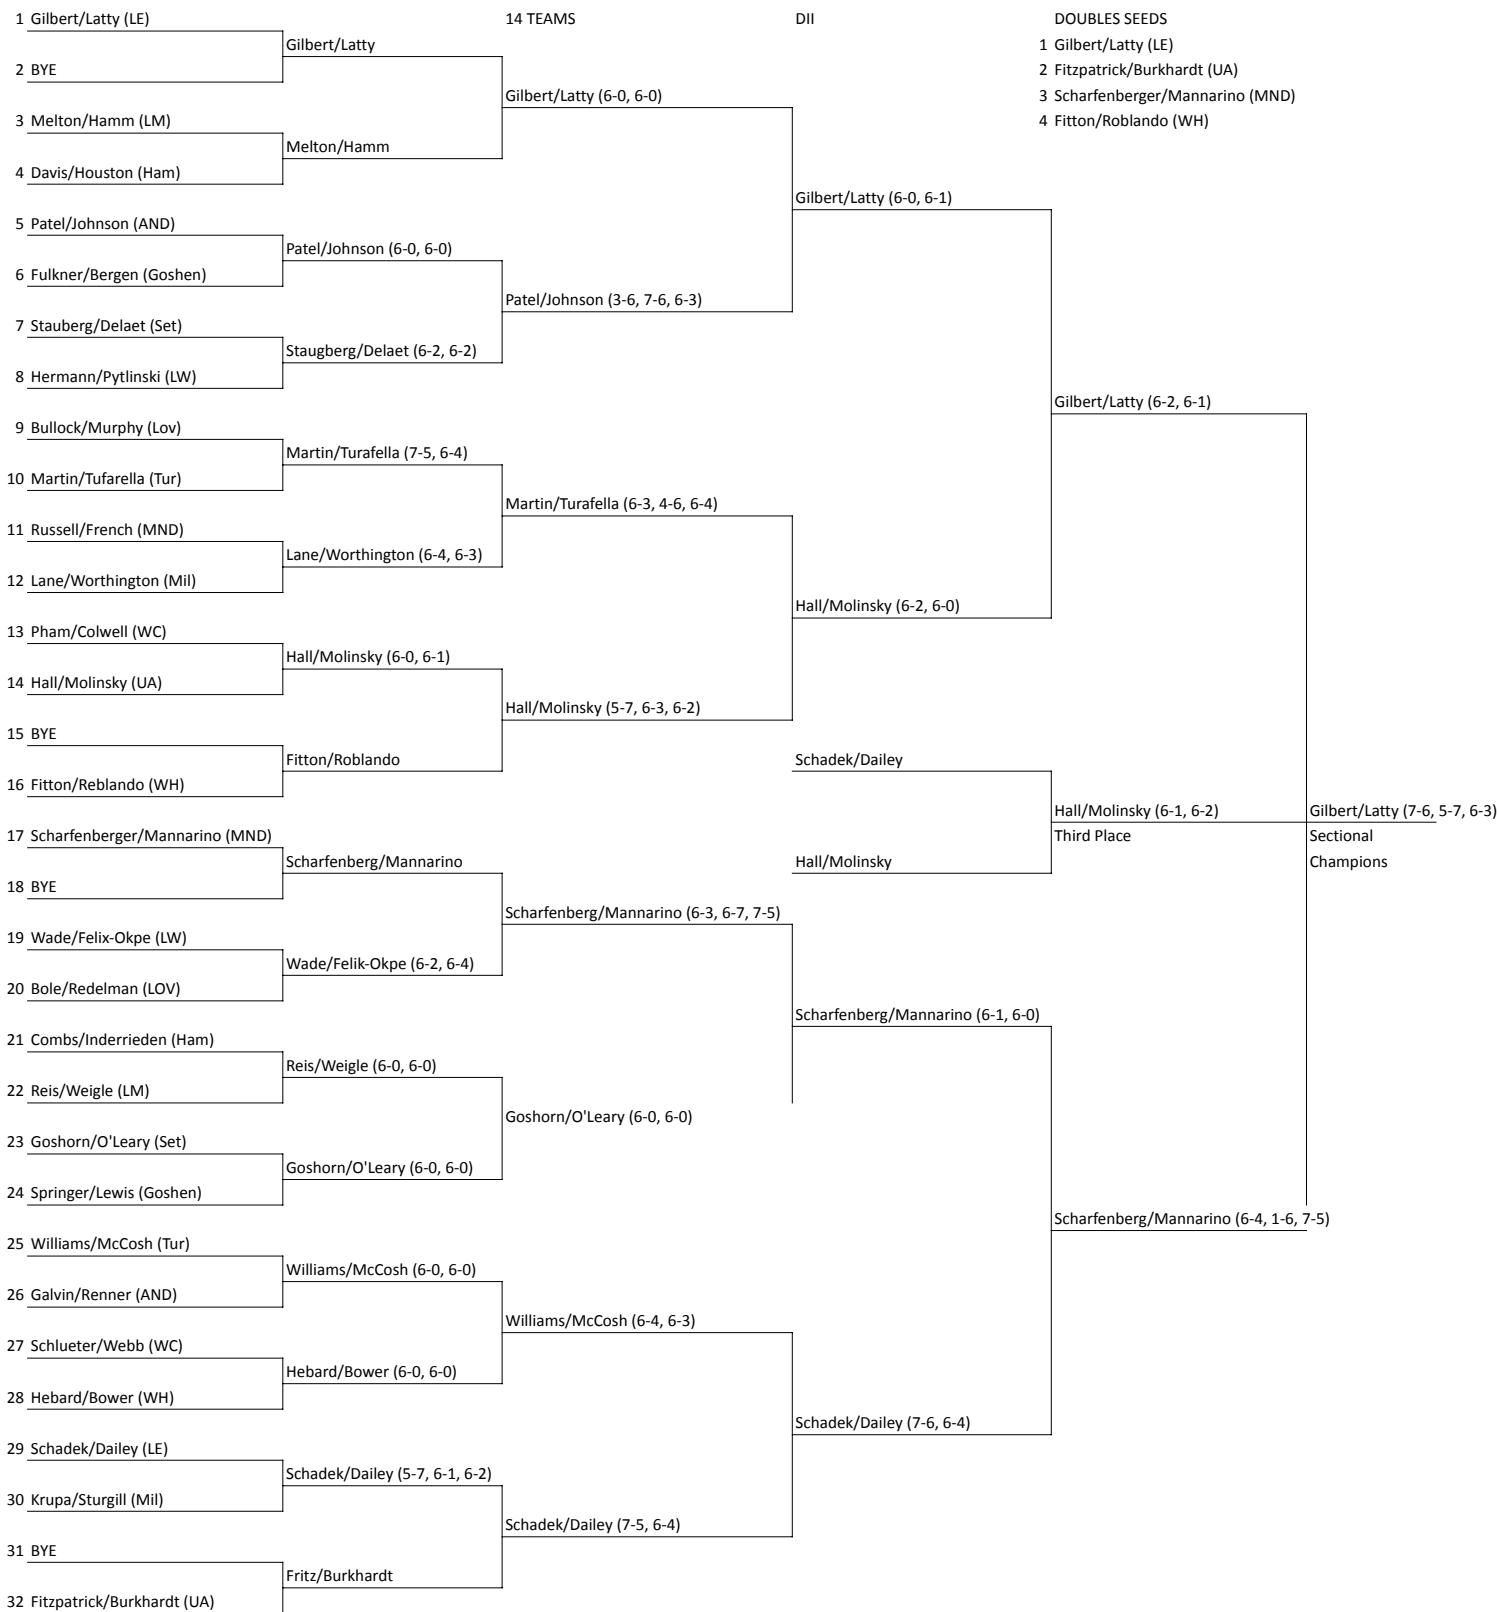 1 Gilbert/Latty (LE)
14 TEAMS
DII
DOUBLES SEEDS
Gilbert/Latty
1 Gilbert/Latty (LE)
2 BYE
2 Fitzpatrick/Burkhardt (UA)
Gilbert/Latty (6-0, 6-0)
3 Scharfenberger/Mannarino (MND)
3 Melton/Hamm (LM)
4 Fitton/Roblando (WH)
Melton/Hamm
4 Davis/Houston (Ham)
Gilbert/Latty (6-0, 6-1)
5 Patel/Johnson (AND)
Patel/Johnson (6-0, 6-0)
6 Fulkner/Bergen (Goshen)
Patel/Johnson (3-6, 7-6, 6-3)
7 Stauberg/Delaet (Set)
Staugberg/Delaet (6-2, 6-2)
8 Hermann/Pytlinski (LW)
Gilbert/Latty (6-2, 6-1)
9 Bullock/Murphy (Lov)
Martin/Turafella (7-5, 6-4)
10 Martin/Tufarella (Tur)
Martin/Turafella (6-3, 4-6, 6-4)
11 Russell/French (MND)
Lane/Worthington (6-4, 6-3)
12 Lane/Worthington (Mil)
Hall/Molinsky (6-2, 6-0)
13 Pham/Colwell (WC)
Hall/Molinsky (6-0, 6-1)
14 Hall/Molinsky (UA)
Hall/Molinsky (5-7, 6-3, 6-2)
15 BYE
Fitton/Roblando
Schadek/Dailey
16 Fitton/Reblando (WH)
Hall/Molinsky (6-1, 6-2)
Gilbert/Latty (7-6, 5-7, 6-3)
17 Scharfenberger/Mannarino (MND)
Third Place
Sectional
Scharfenberg/Mannarino
Hall/Molinsky
Champions
18 BYE
Scharfenberg/Mannarino (6-3, 6-7, 7-5)
19 Wade/Felix-Okpe (LW)
Wade/Felik-Okpe (6-2, 6-4)
20 Bole/Redelman (LOV)
Scharfenberg/Mannarino (6-1, 6-0)
21 Combs/Inderrieden (Ham)
Reis/Weigle (6-0, 6-0)
22 Reis/Weigle (LM)
Goshorn/O'Leary (6-0, 6-0)
23 Goshorn/O'Leary (Set)
Goshorn/O'Leary (6-0, 6-0)
24 Springer/Lewis (Goshen)
Scharfenberg/Mannarino (6-4, 1-6, 7-5)
25 Williams/McCosh (Tur)
Williams/McCosh (6-0, 6-0)
26 Galvin/Renner (AND)
Williams/McCosh (6-4, 6-3)
27 Schlueter/Webb (WC)
Hebard/Bower (6-0, 6-0)
28 Hebard/Bower (WH)
Schadek/Dailey (7-6, 6-4)
29 Schadek/Dailey (LE)
Schadek/Dailey (5-7, 6-1, 6-2)
30 Krupa/Sturgill (Mil)
Schadek/Dailey (7-5, 6-4)
31 BYE
Fritz/Burkhardt
32 Fitzpatrick/Burkhardt (UA)